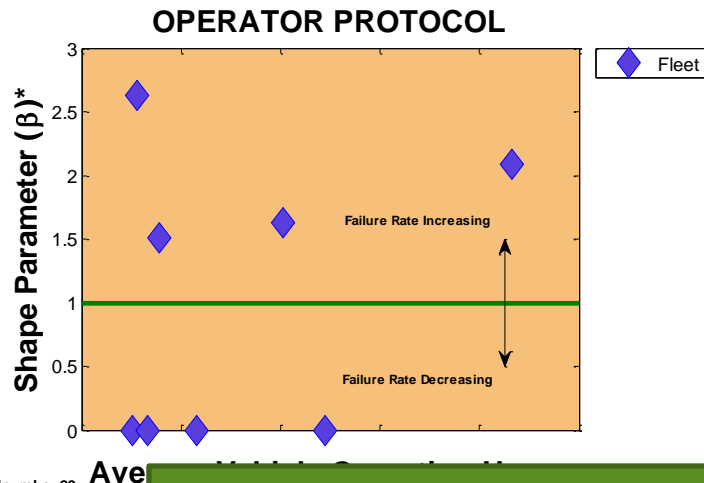 OPERATOR PROTOCOL
Fleet
Shape Parameter (β)*
3
2.5
2
1.5
1
0.5
0
Failure Rate Increasing
Failure Rate Decreasing
Ave